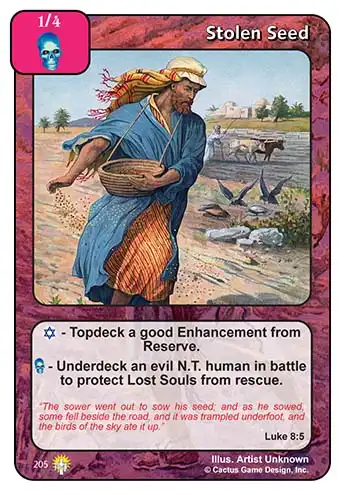 1/4
Stolen Seed
- Topdeck a good Enhancement from
Reserve.
- Underdeck an evil N.T. human in battle
to protect Lost Souls from rescue.
"The sower went out to sow his seed; and as he sowed,
some fell beside the road, and it was trampled underfoot, and
the birds of the sky ate it up."
Luke 8:5
205
Illus. Artist Unknown
© Cactus Game Design, Inc.